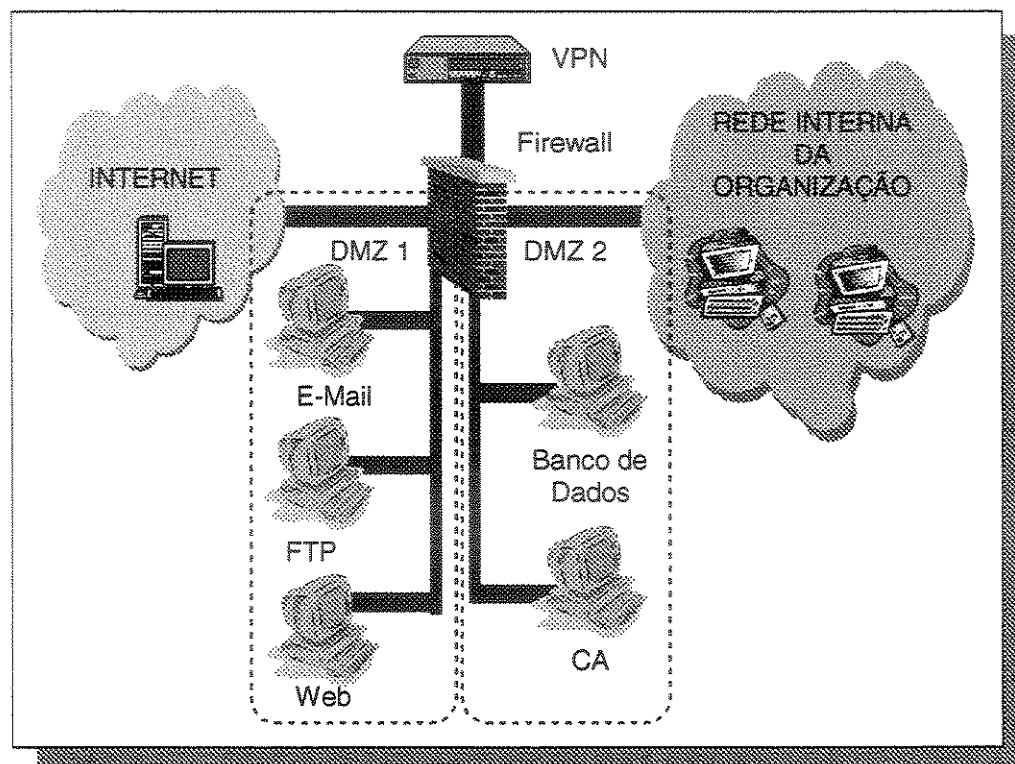 VPN
Firewall
INTERNET
REDE INTERNA
DA
ORGANIZAÇÃO
DMZ 1
DMZ 2
E-Mail
Banco de
Dados
FTP
CA
Web